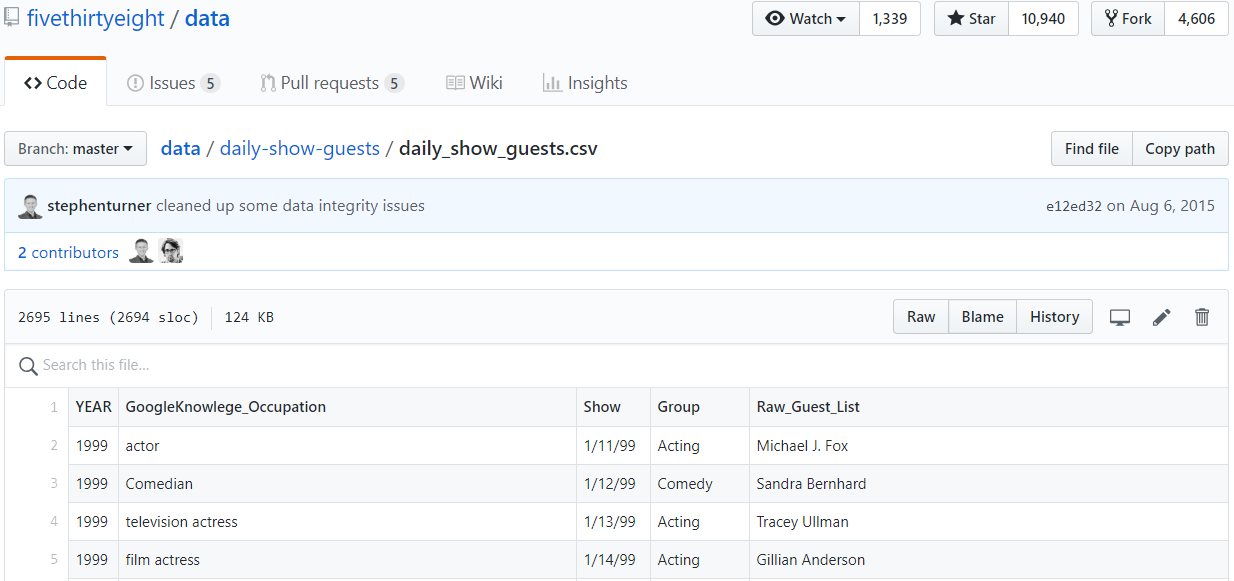 fivethirtyeight / data Watch 1,339 Star 10,940 Fork 4,606
Code Issues 5 Pull requests 5 Wiki Insights
Branch: master data / daily-show-guests / daily_show_guests.csv Find file Copy path
stephenturner cleaned up some data integrity issues e12ed32 on Aug 6, 2015
2 contributors
2695 lines (2694 sloc) 124 KB Raw Blame History
Search this file...
1 YEAR GoogleKnowlege_Occupation Show Group Raw_Guest_List
2 1999 actor 1/11/99 Acting Michael J. Fox
3 1999 Comedian 1/12/99 Comedy Sandra Bernhard
4 1999 television actress 1/13/99 Acting Tracey Ullman
5 1999 film actress 1/14/99 Acting Gillian Anderson